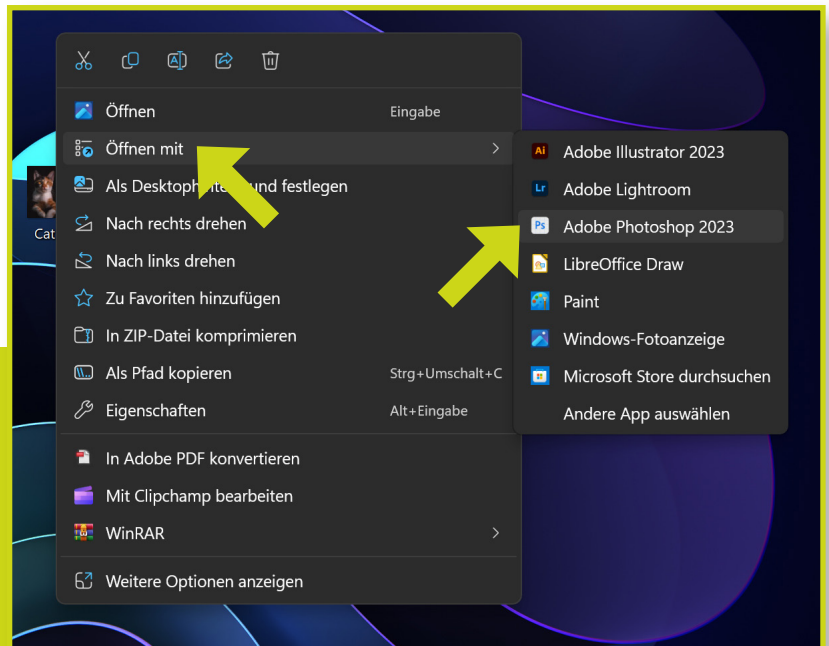 Öffnen Eingabe
Öffnen mit
Als Desktoph und festlegen
Nach rechts drehen
Nach links drehen
Zu Favoriten hinzufügen
In ZIP-Datei komprimieren
Als Pfad kopieren Strg+Umschalt+C
Eigenschaften Alt+Eingabe
In Adobe PDF konvertieren
Mit Clipchamp bearbeiten
WinRAR
Weitere Optionen anzeigen
Cat
Ai Adobe Illustrator 2023
Lr Adobe Lightroom
Ps Adobe Photoshop 2023
LibreOffice Draw
Paint
Windows-Fotoanzeige
Microsoft Store durchsuchen
Andere App auswählen